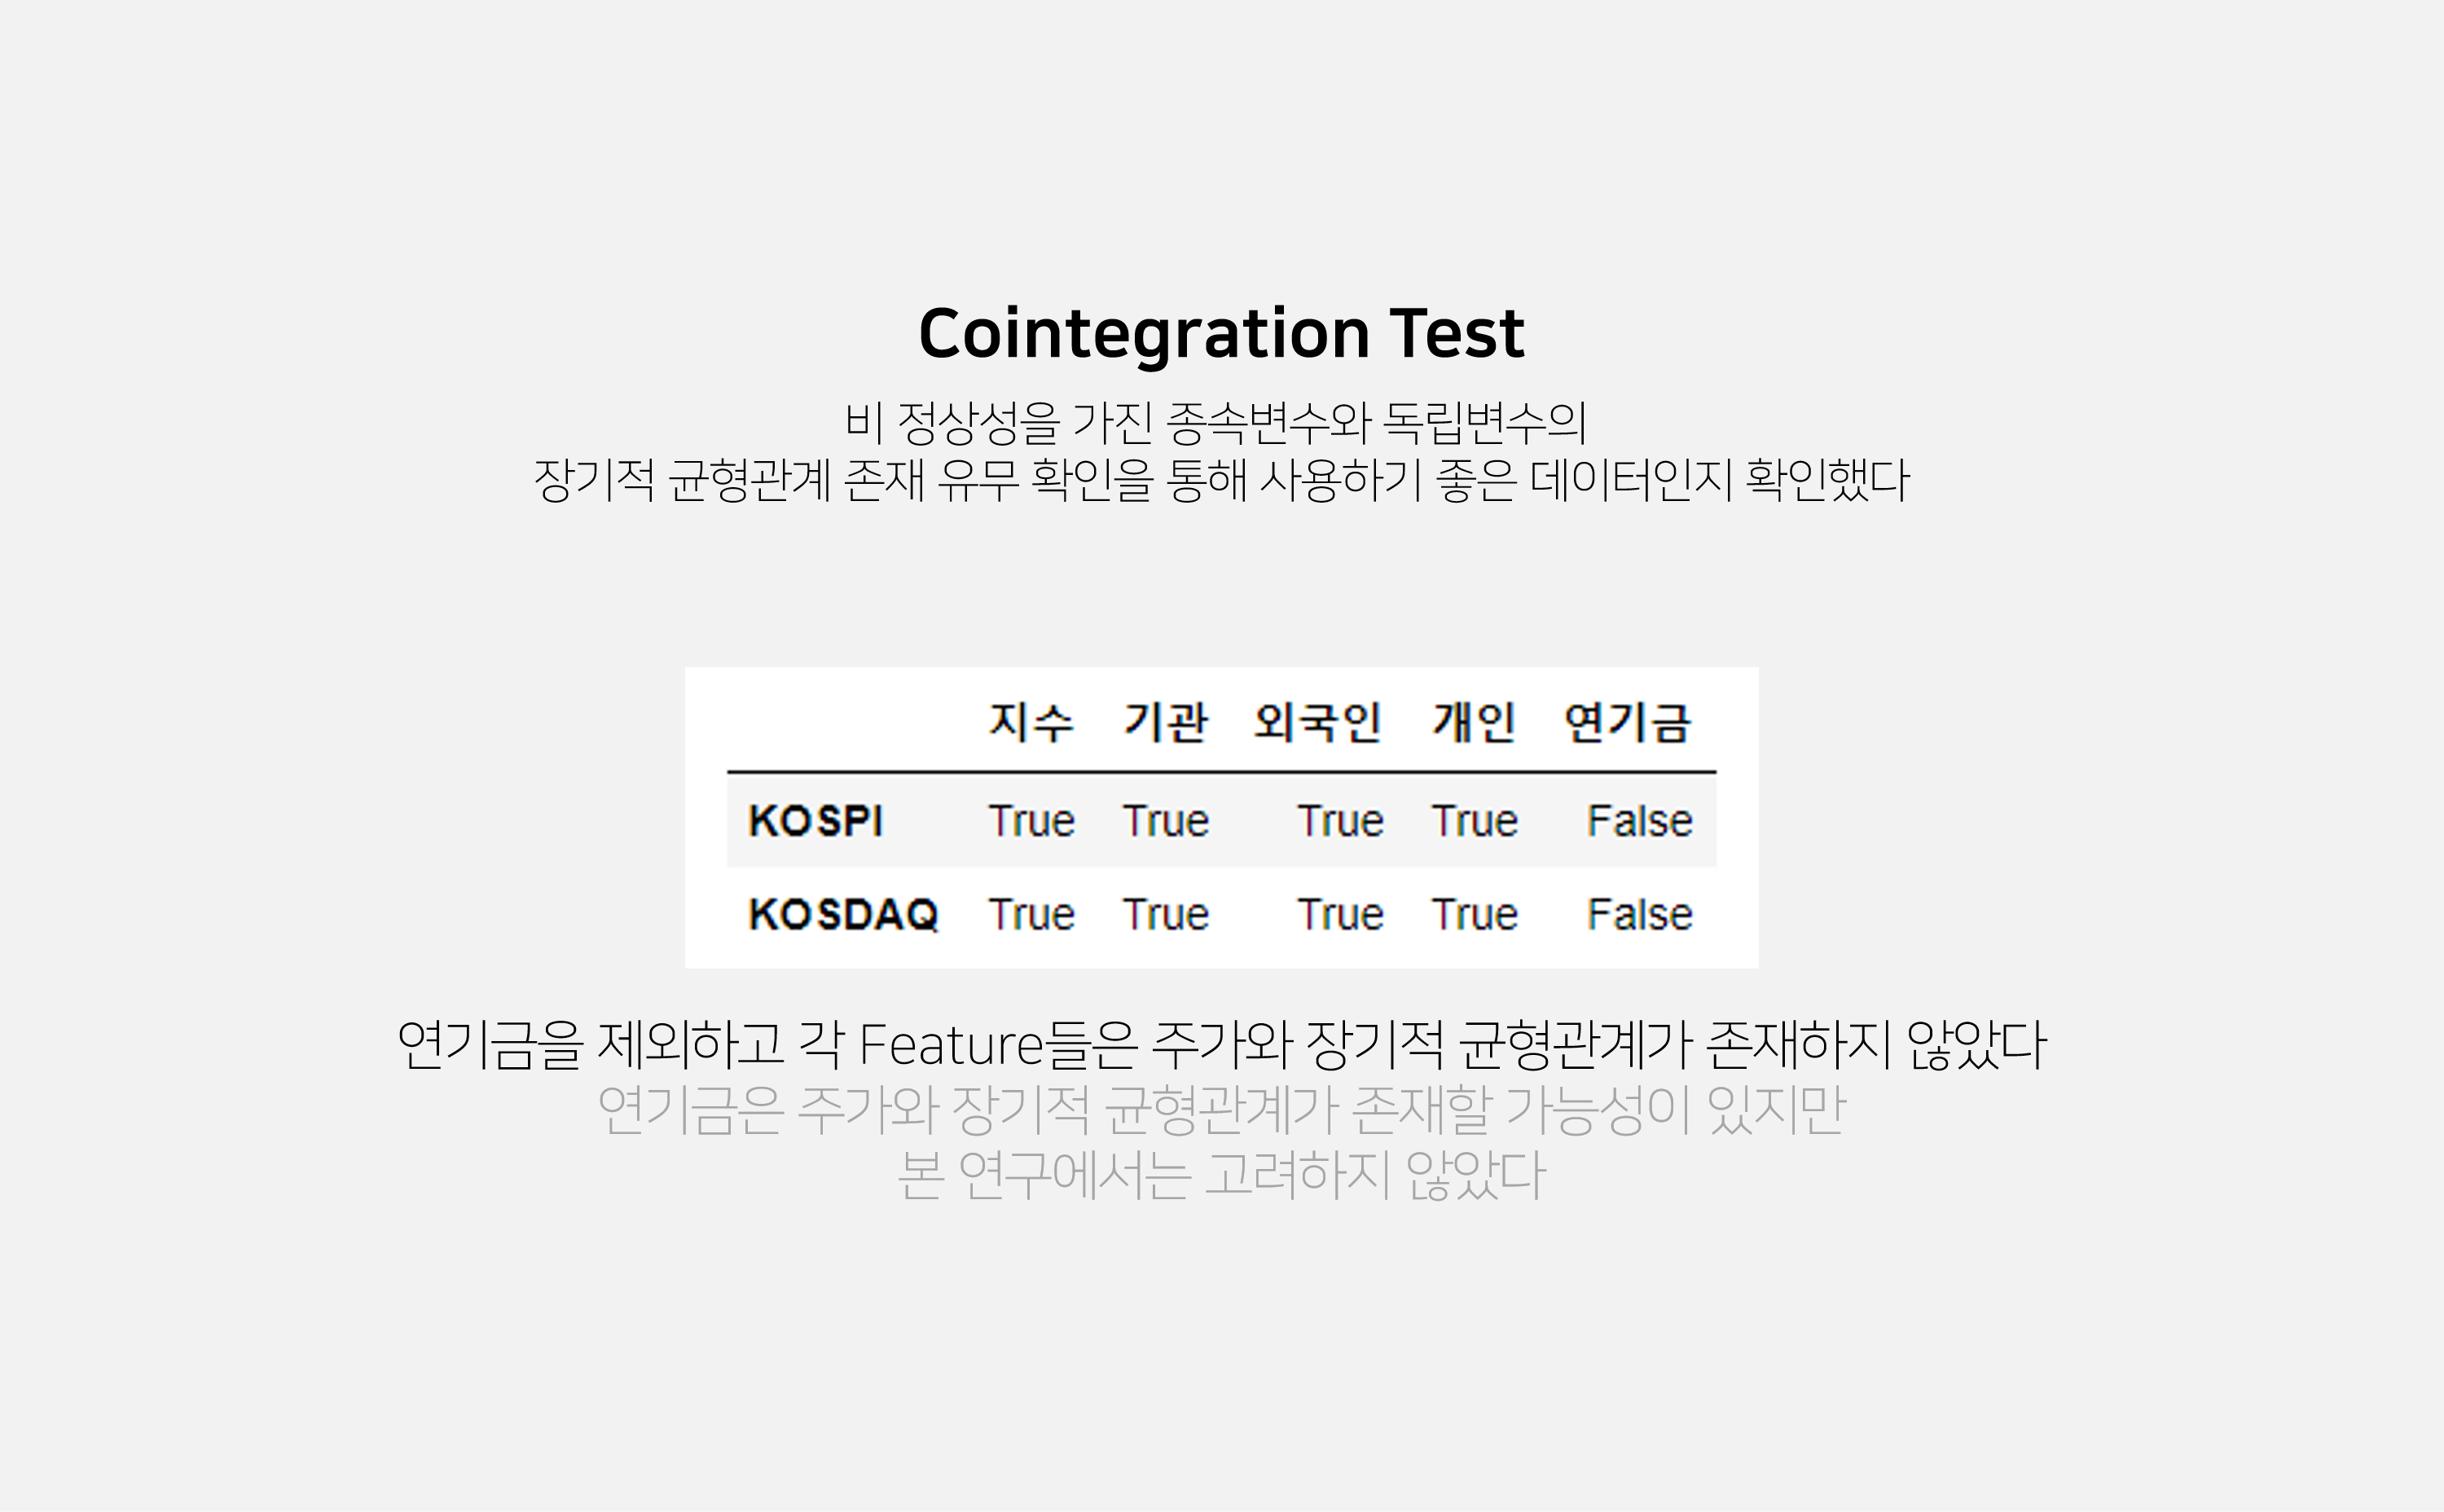 Cointegration Test
비 정상성을 가진 종속변수와 독립변수의
장기적 균형관계 존재 유무 확인을 통해 사용하기 좋은 데이터인지 확인했다
지수 기관 외국인 개인 연기금
KOSPI True True True True False
KOSDAQ True True True True False
연기금을 제외하고 각 Feature들은 주가와 장기적 균형관계가 존재하지 않았다
연기금은 주가와 장기적 균형관계가 존재할 가능성이 있지만
본 연구에서는 고려하지 않았다